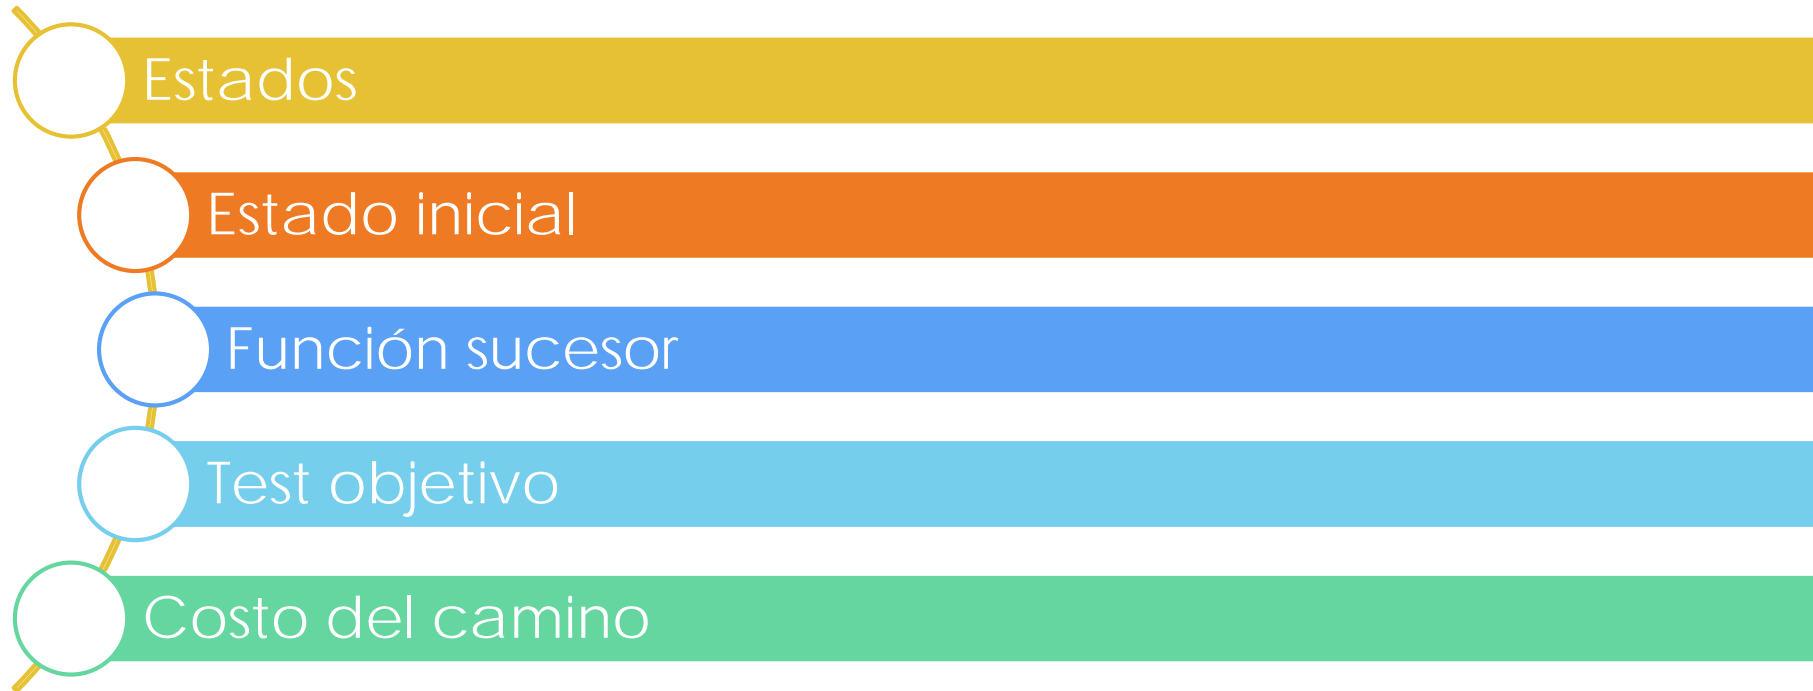 Estados
Estado inicial
Función sucesor
Test objetivo
Costo del camino